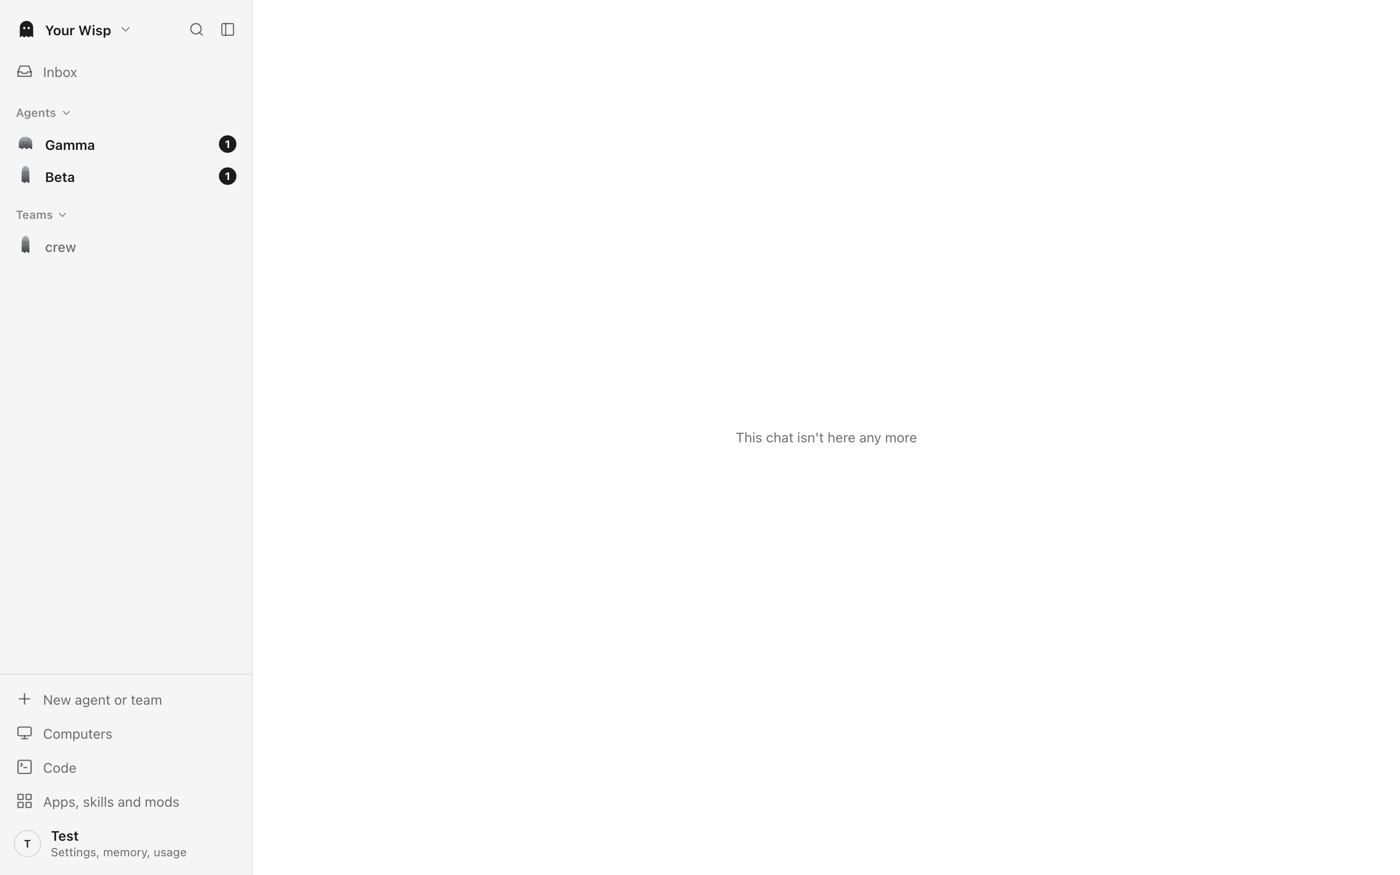 Your Wisp
Inbox
Agents
Gamma 1
Beta 1
Teams
crew
This chat isn't here any more
New agent or team
Computers
Code
Apps, skills and mods
T
Test
Settings, memory, usage